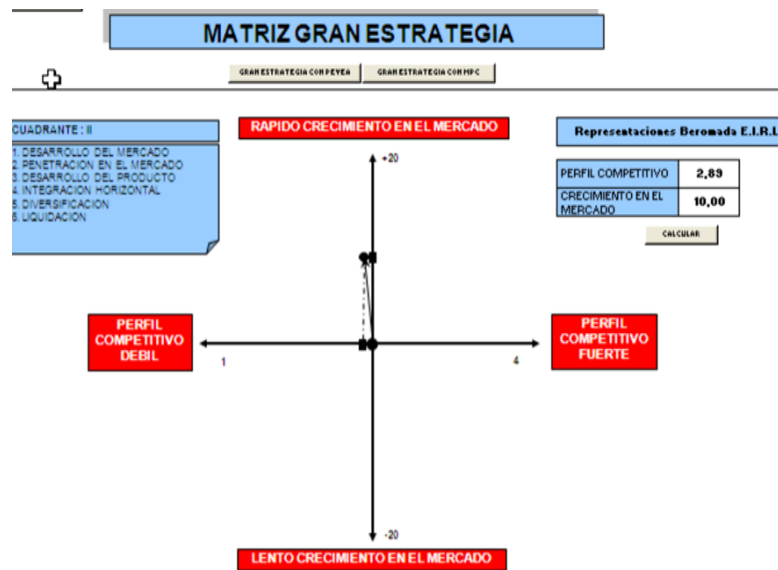 MATRIZ GRAN ESTRATEGIA
GRAN ESTRATEGIA CON PEYEA
GRAN ESTRATEGIA CON MPC
CUADRANTE : II
1. DESARROLLO DEL MERCADO
2. PENETRACION EN EL MERCADO
3. DESARROLLO DEL PRODUCTO
4. INTEGRACION HORIZONTAL
5. DIVERSIFICACION
6. LIQUIDACION
RAPIDO CRECIMIENTO EN EL MERCADO
Representaciones Beromada E.I.R.L
+20
PERFIL COMPETITIVO 2,89
CRECIMIENTO EN EL
MERCADO 10,00
CALCULAR
PERFIL
COMPETITIVO
DEBIL
PERFIL
COMPETITIVO
FUERTE
1
4
-20
LENTO CRECIMIENTO EN EL MERCADO